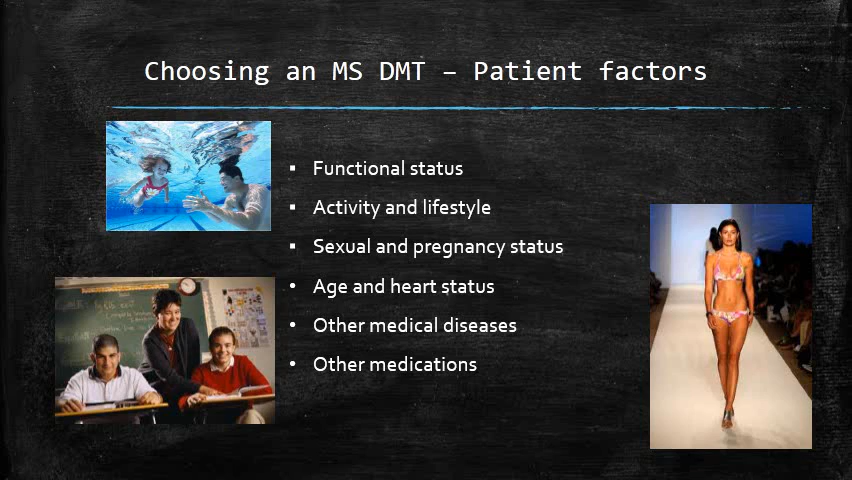 Choosing an MS DMT – Patient factors
▪ Functional status
▪ Activity and lifestyle
▪ Sexual and pregnancy status
• Age and heart status
• Other medical diseases
• Other medications